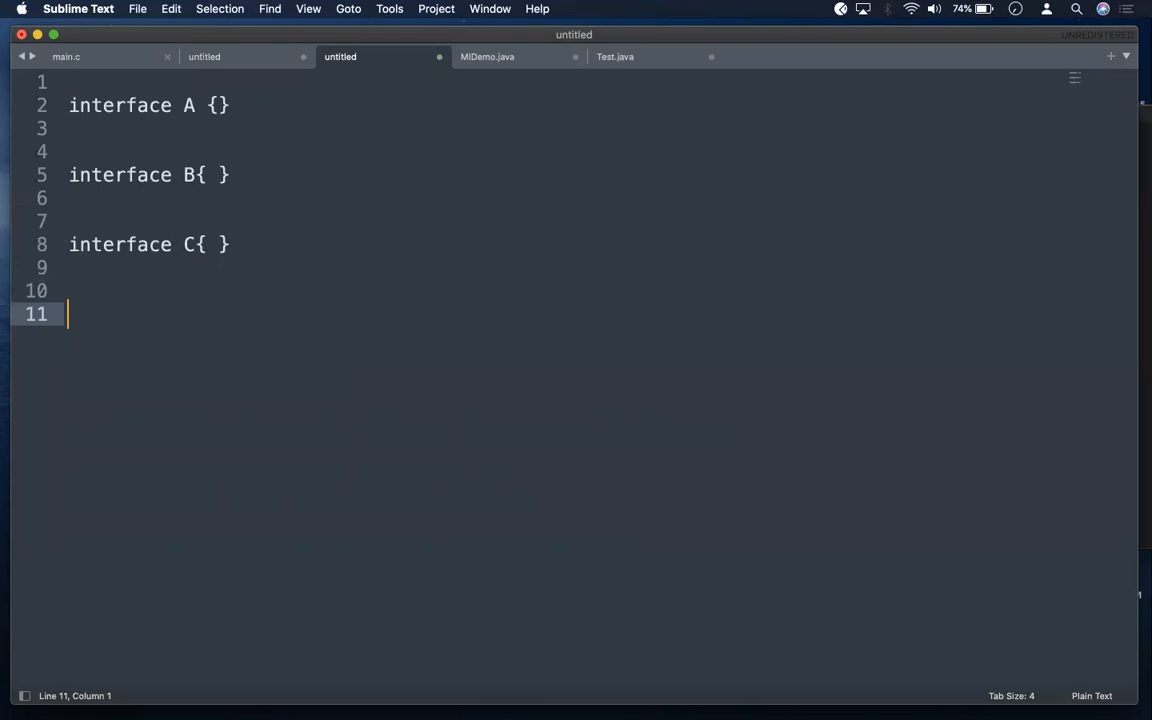 Sublime Text File Edit Selection Find View Goto Tools Project Window Help 74%
untitled UNREGISTERED
main.c untitled untitled MIDemo.java Test.java
1
2 interface A {}
3
4
5 interface B{ }
6
7
8 interface C{ }
9
10
11
Line 11, Column 1 Tab Size: 4 Plain Text